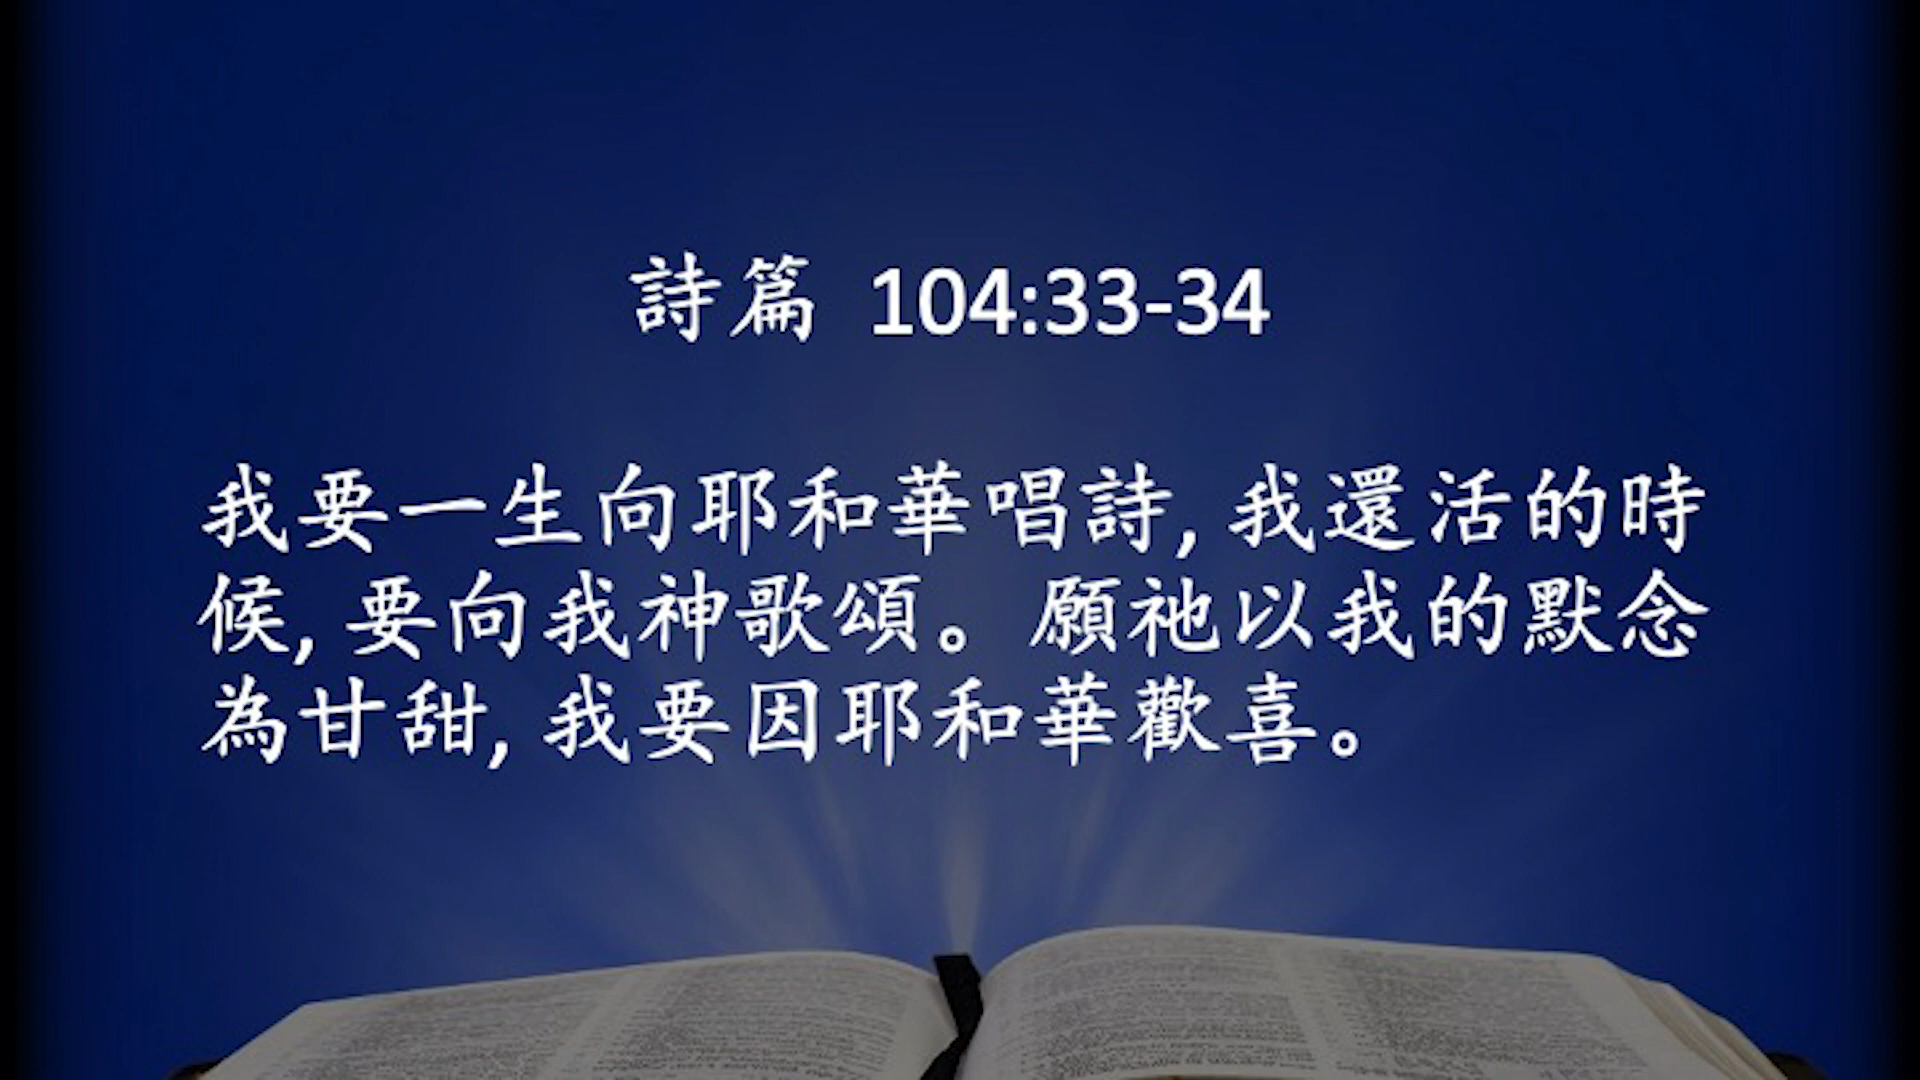 詩篇 104:33-34
我要一生向耶和華唱詩,我還活的時
候,要向我神歌頌。願祂以我的默念
為甘甜,我要因耶和華歡喜。